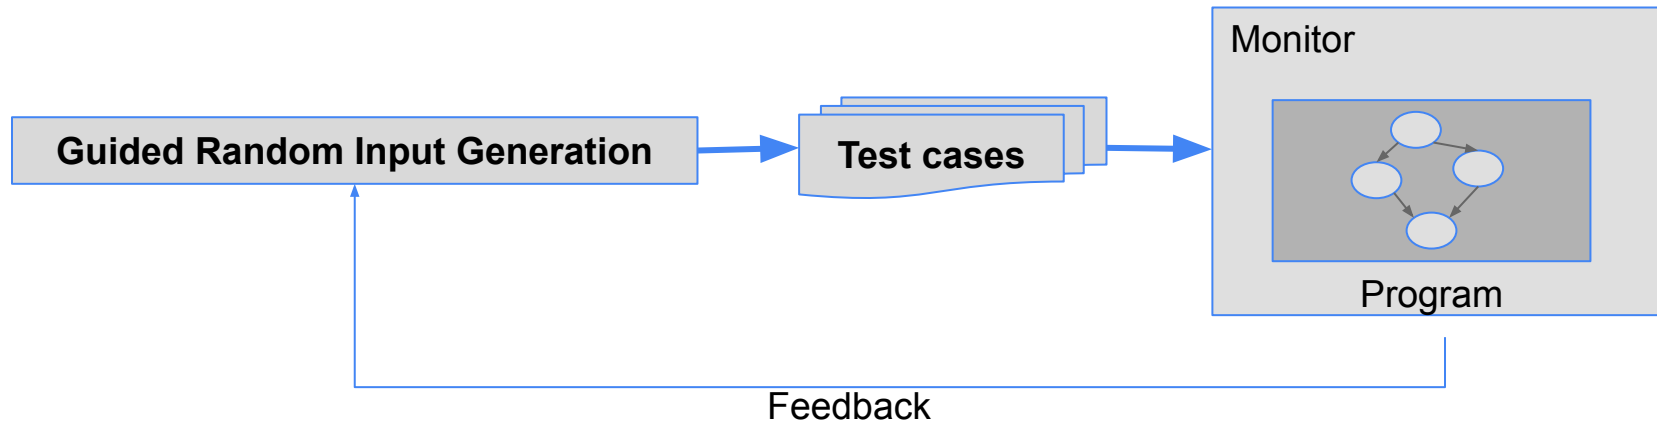 Monitor
Guided Random Input Generation
Test cases
Program
Feedback